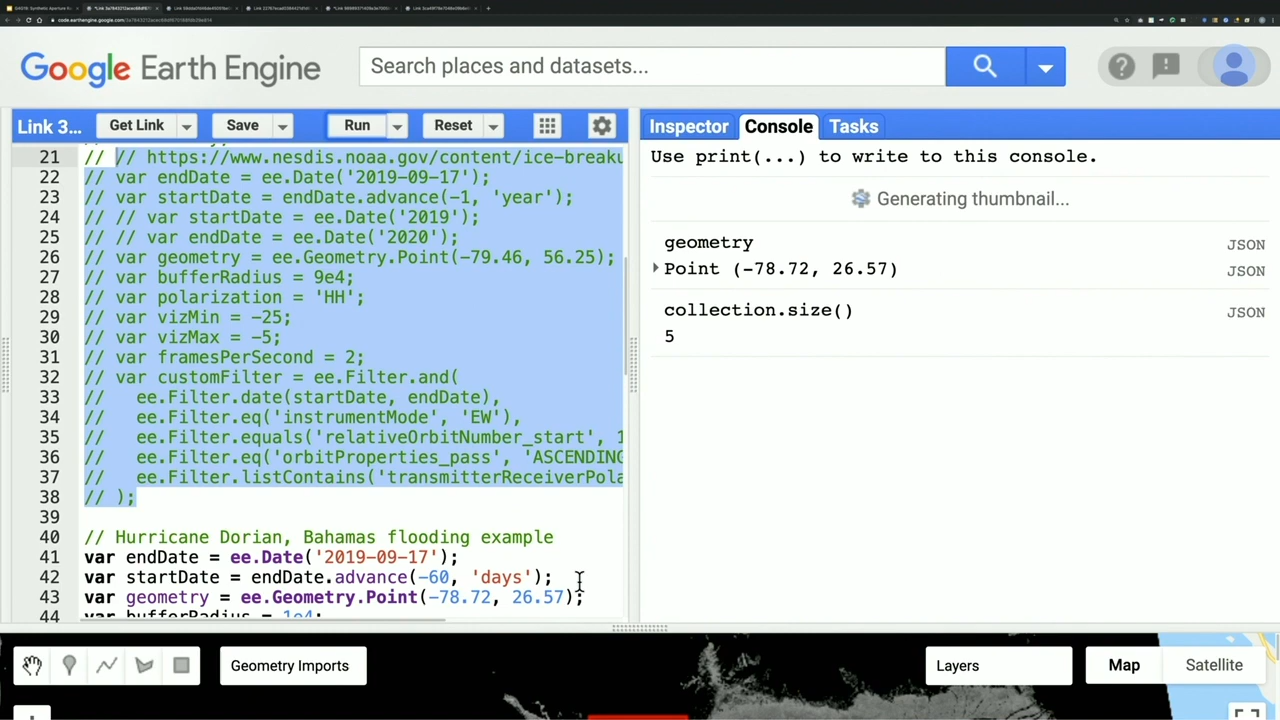 code.earthengine.google.com
Google Earth Engine
Search places and datasets...
Link 3...
Get Link
Save
Run
Reset
Inspector
Console
Tasks
21 // // https://www.nesdis.noaa.gov/content/ice-breaku
22 // var endDate = ee.Date('2019-09-17');
23 // var startDate = endDate.advance(-1, 'year');
24 // // var startDate = ee.Date('2019');
25 // // var endDate = ee.Date('2020');
26 // var geometry = ee.Geometry.Point(-79.46, 56.25);
27 // var bufferRadius = 9e4;
28 // var polarization = 'HH';
29 // var vizMin = -25;
30 // var vizMax = -5;
31 // var framesPerSecond = 2;
32 // var customFilter = ee.Filter.and(
33 //   ee.Filter.date(startDate, endDate),
34 //   ee.Filter.eq('instrumentMode', 'EW'),
35 //   ee.Filter.equals('relativeOrbitNumber_start', 1
36 //   ee.Filter.eq('orbitProperties_pass', 'ASCENDING
37 //   ee.Filter.listContains('transmitterReceiverPola
38 // );
39
40 // Hurricane Dorian, Bahamas flooding example
41 var endDate = ee.Date('2019-09-17');
42 var startDate = endDate.advance(-60, 'days');
43 var geometry = ee.Geometry.Point(-78.72, 26.57);
44 var bufferRadius = 1e4;
Use print(...) to write to this console.
Generating thumbnail...
geometry JSON
Point (-78.72, 26.57) JSON
collection.size() JSON
5
Geometry Imports
Layers
Map
Satellite